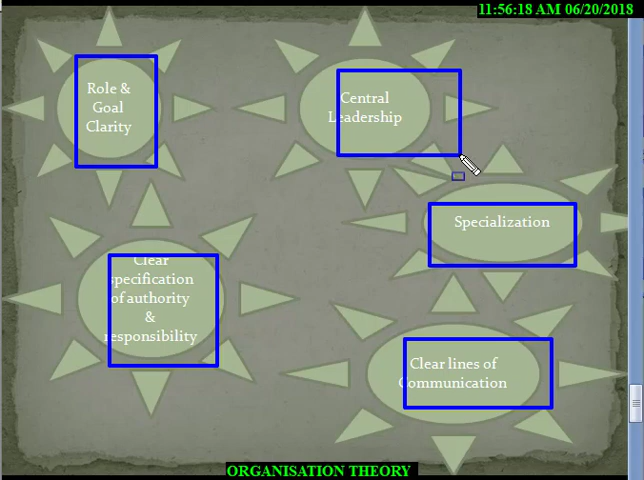 11:56:18 AM 06/20/2018
Role &
Goal
Clarity
Central
Leadership
Specialization
Clear
specification
of authority
&
responsibility
Clear lines of
Communication
ORGANISATION THEORY